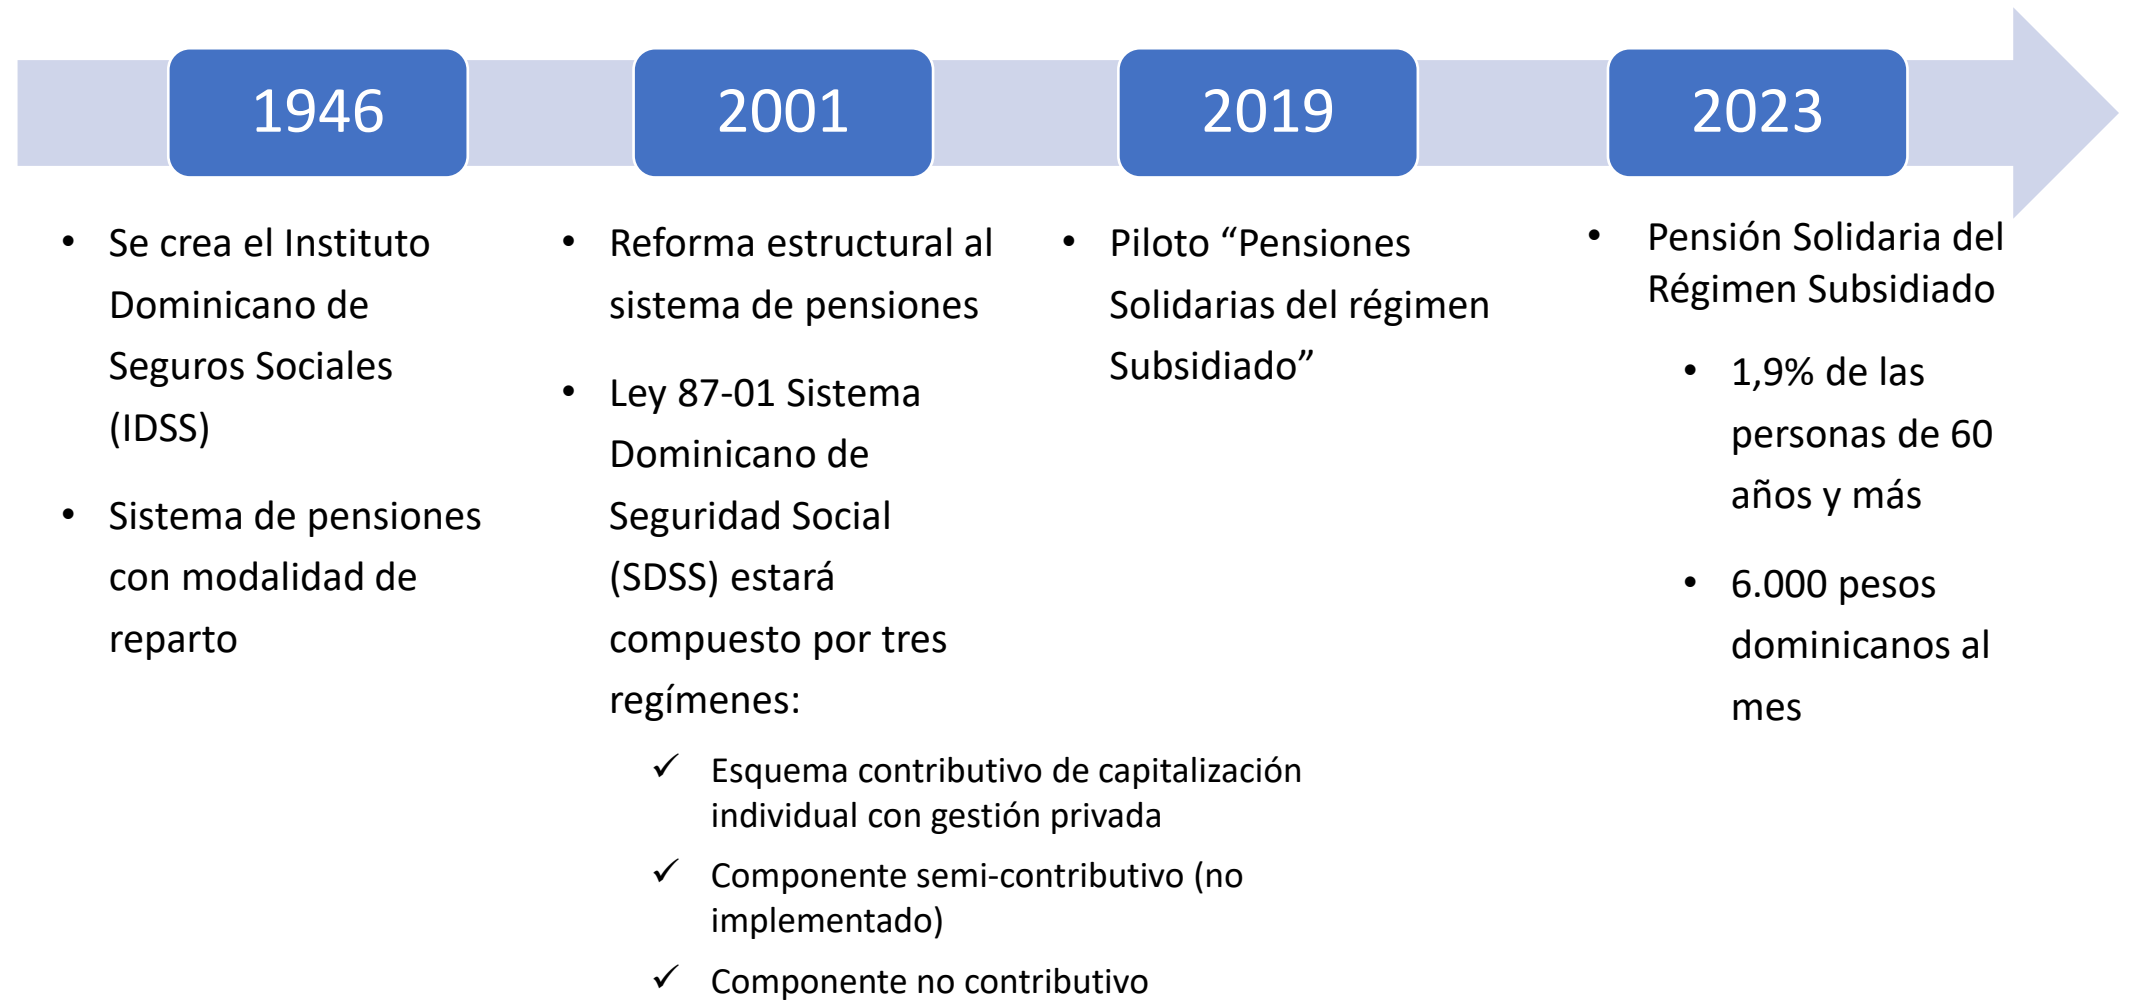 1946
2001
2019
2023
• Se crea el Instituto
Dominicano de
Seguros Sociales
(IDSS)
• Sistema de pensiones
con modalidad de
reparto
• Reforma estructural al
sistema de pensiones
• Ley 87-01 Sistema
Dominicano de
Seguridad Social
(SDSS) estará
compuesto por tres
regímenes:
✓ Esquema contributivo de capitalización
individual con gestión privada
✓ Componente semi-contributivo (no
implementado)
✓ Componente no contributivo
• Piloto “Pensiones
Solidarias del régimen
Subsidiado”
• Pensión Solidaria del
Régimen Subsidiado
• 1,9% de las
personas de 60
años y más
• 6.000 pesos
dominicanos al
mes